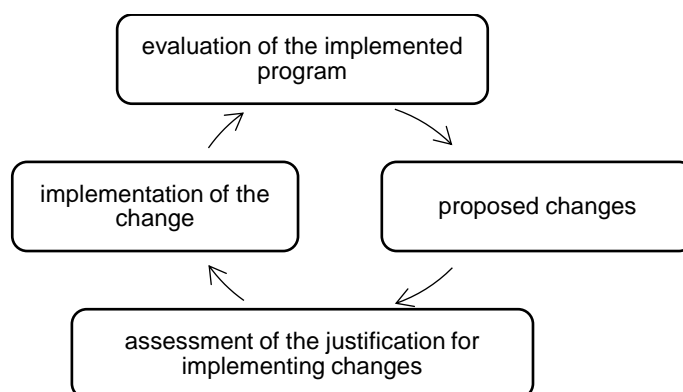 evaluation of the implemented
program
implementation of the
change
proposed changes
assessment of the justification for
implementing changes